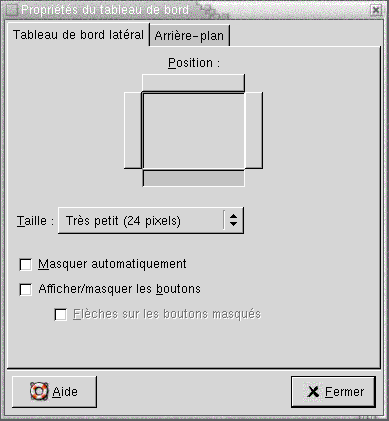 Propriétés du tableau de bord
Tableau de bord latéral
Arrière-plan
Position :
Taille : Très petit (24 pixels)
Masquer automatiquement
Afficher/masquer les boutons
Flèches sur les boutons masqués
Aide
Fermer